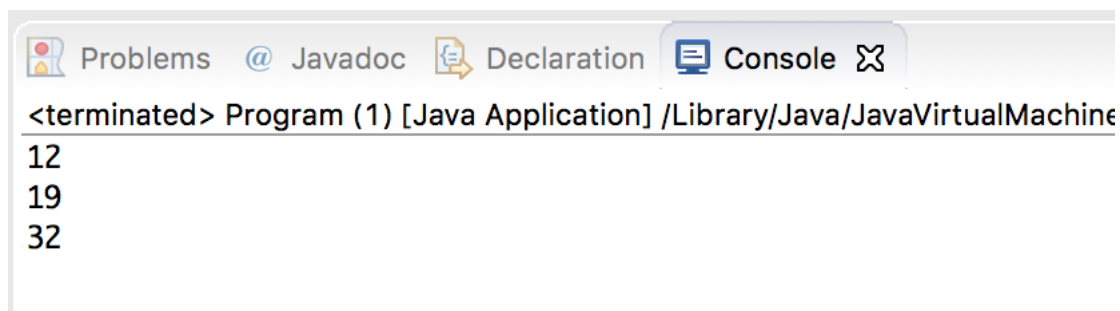 Problems @ Javadoc Declaration Console
<terminated> Program (1) [Java Application] /Library/Java/JavaVirtualMachine
12
19
32